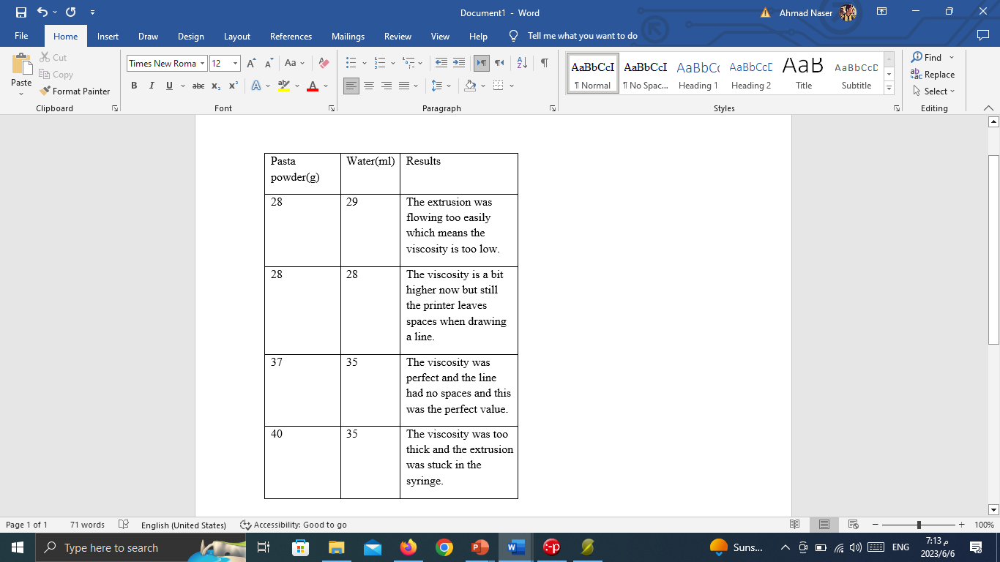 Document1 - Word
Ahmad Naser
File Home Insert Draw Design Layout References Mailings Review View Help Tell me what you want to do
Paste
Cut
Copy
Format Painter
Clipboard
Times New Roma 12
Font
Paragraph
AaBbCcI AaBbCcI AaBbCc AaBbCcD AaB AaBbCcD
¶ Normal ¶ No Spac... Heading 1 Heading 2 Title Subtitle
Styles
Find
Replace
Select
Editing
Pasta
powder(g)
Water(ml)
Results
28
29
The extrusion was
flowing too easily
which means the
viscosity is too low.
28
28
The viscosity is a bit
higher now but still
the printer leaves
spaces when drawing
a line.
37
35
The viscosity was
perfect and the line
had no spaces and this
was the perfect value.
40
35
The viscosity was too
thick and the extrusion
was stuck in the
syringe.
Page 1 of 1 71 words English (United States) Accessibility: Good to go 100%
Type here to search
Suns...
ENG
7:13 م
2023/6/6